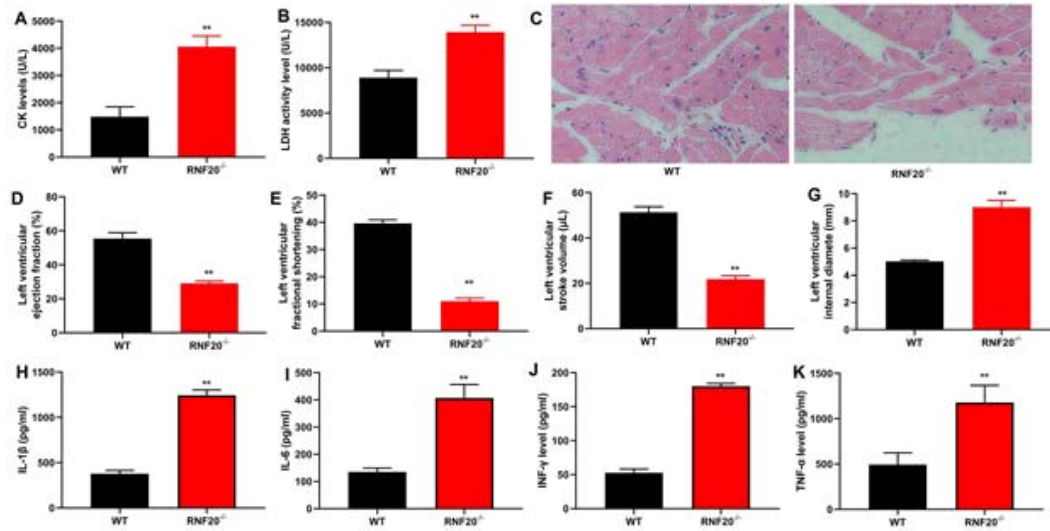 A
CK levels (U/L)
5000
4000
3000
2000
1000
0
**
WT
RNF20-/-
B
LDH activity level (U/L)
15000
10000
5000
0
**
WT
RNF20-/-
C
WT
RNF20-/-
D
Left ventricular
ejection fraction (%)
80
60
40
20
0
**
WT
RNF20-/-
E
Left ventricular
fractional shortening (%)
50
40
30
20
10
0
**
WT
RNF20-/-
F
Left ventricular
stroke volume (μL)
60
40
20
0
**
WT
RNF20-/-
G
Left ventricular
internal diamete (mm)
10
8
6
4
2
0
**
WT
RNF20-/-
H
IL-1β (pg/ml)
1500
1000
500
0
**
WT
RNF20-/-
I
IL-6 (pg/ml)
500
400
300
200
100
0
**
WT
RNF20-/-
J
INF-γ level (pg/ml)
200
150
100
50
0
**
WT
RNF20-/-
K
TNF-α level (pg/ml)
1500
1000
500
0
**
WT
RNF20-/-